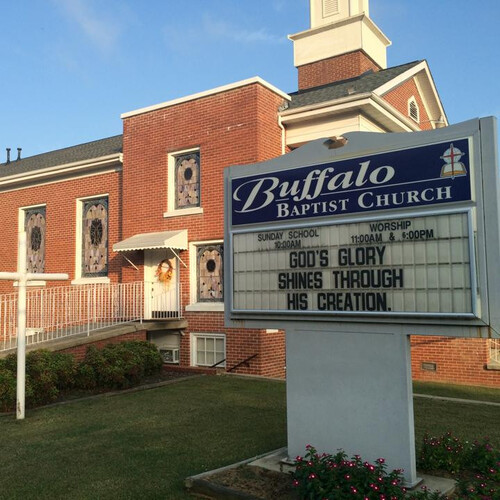 Buffalo
BAPTIST CHURCH
SUNDAY SCHOOL
10:00AM
WORSHIP
11:00AM & 6:00PM
GOD'S GLORY
SHINES THROUGH
HIS CREATION.